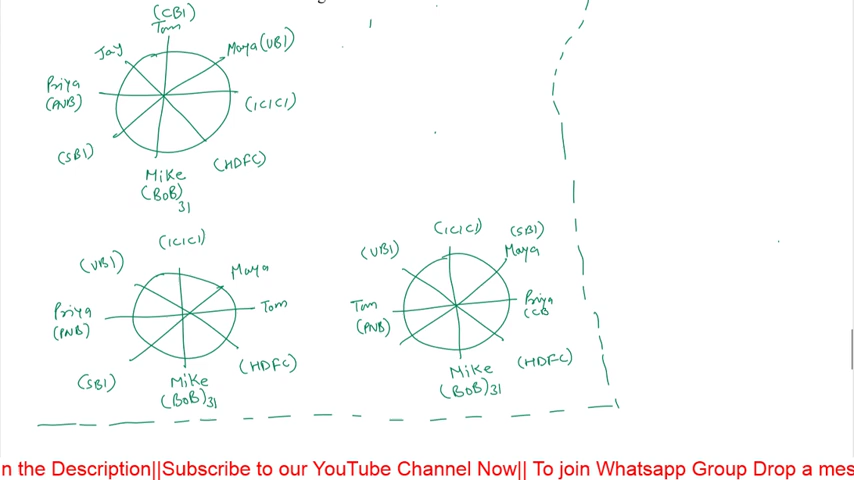 (CBI)
Tom
Jay
Maya(UBI)
Priya
(PNB)
(ICICI)
(SBI)
(HDFC)
Mike
(BOB)
31
(ICICI)
(UBI)
Maya
Priya
(PNB)
Tom
(SBI)
(HDFC)
Mike
(BOB)31
(ICICI)
(SBI)
(UBI)
Maya
Tom
(PNB)
Priya
(CB
(HDFC)
Mike
(BOB)31
n the Description||Subscribe to our YouTube Channel Now|| To join Whatsapp Group Drop a mes